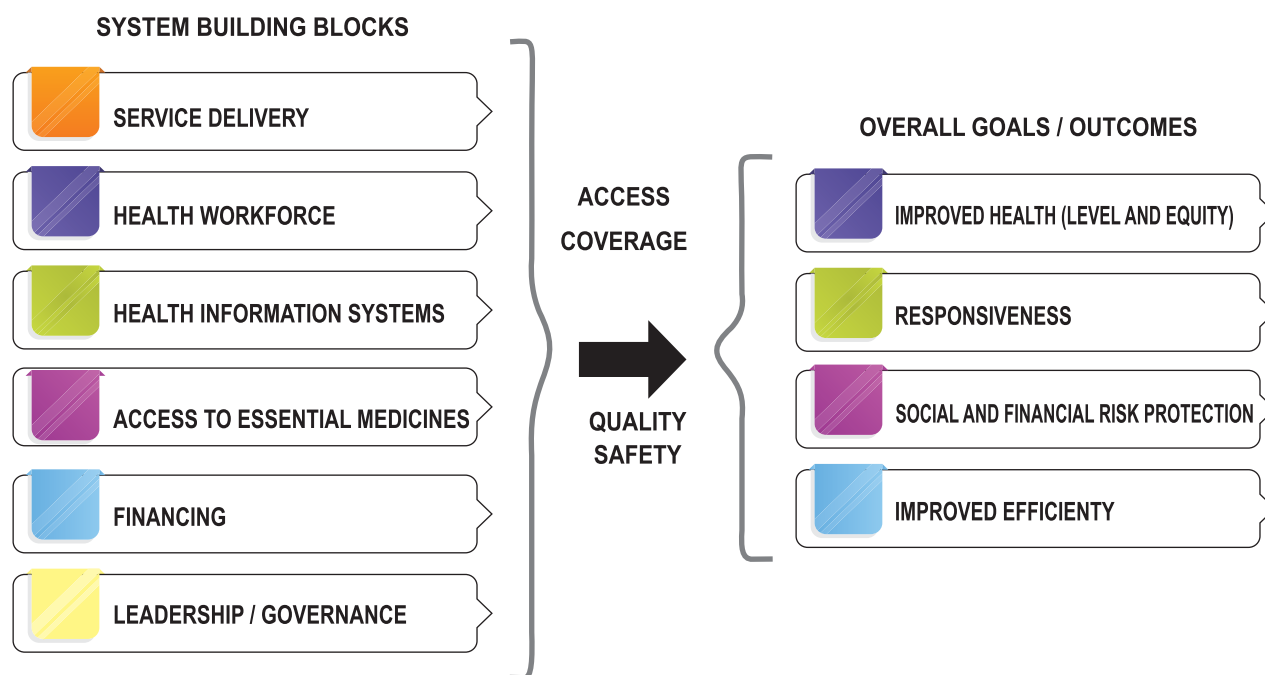 SYSTEM BUILDING BLOCKS
SERVICE DELIVERY
HEALTH WORKFORCE
HEALTH INFORMATION SYSTEMS
ACCESS TO ESSENTIAL MEDICINES
FINANCING
LEADERSHIP / GOVERNANCE
ACCESS
COVERAGE
QUALITY
SAFETY
OVERALL GOALS / OUTCOMES
IMPROVED HEALTH (LEVEL AND EQUITY)
RESPONSIVENESS
SOCIAL AND FINANCIAL RISK PROTECTION
IMPROVED EFFICIENTY